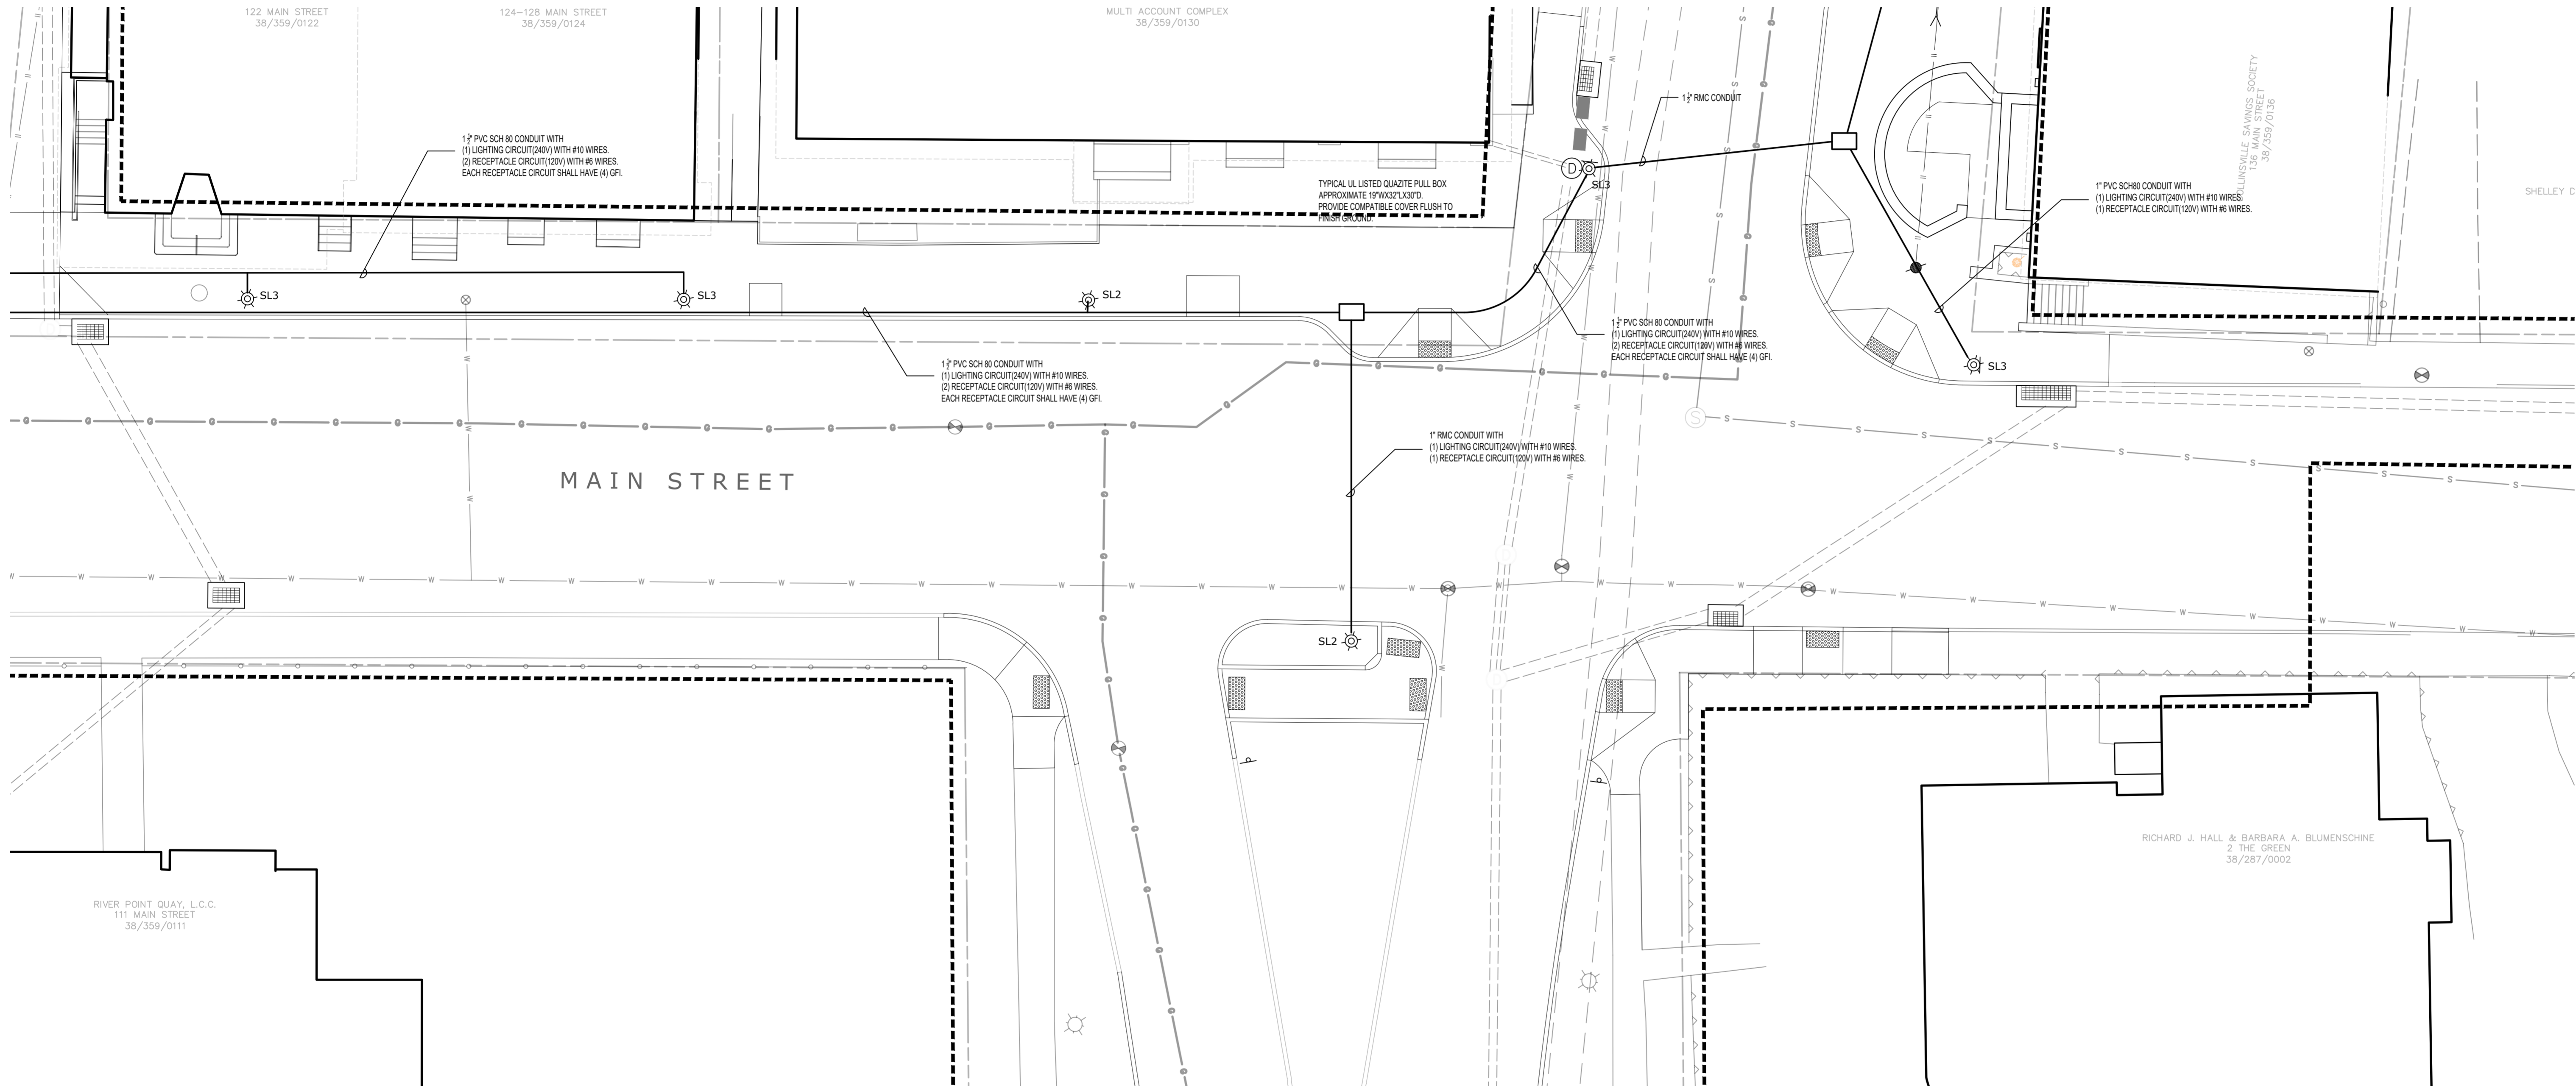 122 MAIN STREET
38/359/0122
124-128 MAIN STREET
38/359/0124
MULTI ACCOUNT COMPLEX
38/359/0130
1 1/2" PVC SCH 80 CONDUIT WITH
(1) LIGHTING CIRCUIT(240V) WITH #10 WIRES.
(2) RECEPTACLE CIRCUIT(120V) WITH #6 WIRES.
EACH RECEPTACLE CIRCUIT SHALL HAVE (4) GFI.
1 1/2" RMC CONDUIT
TYPICAL UL LISTED QUAZITE PULL BOX
APPROXIMATE 19"WX32"LX30"D.
PROVIDE COMPATIBLE COVER FLUSH TO
FINISH GROUND.
D
SL3
COLLINSVILLE SAVINGS SOCIETY
136 MAIN STREET
38/359/0136
1" PVC SCH80 CONDUIT WITH
(1) LIGHTING CIRCUIT(240V) WITH #10 WIRES.
(1) RECEPTACLE CIRCUIT(120V) WITH #6 WIRES.
SHELLEY D
SL3
SL3
SL2
1 1/2" PVC SCH 80 CONDUIT WITH
(1) LIGHTING CIRCUIT(240V) WITH #10 WIRES.
(2) RECEPTACLE CIRCUIT(120V) WITH #6 WIRES.
EACH RECEPTACLE CIRCUIT SHALL HAVE (4) GFI.
1 1/2" PVC SCH 80 CONDUIT WITH
(1) LIGHTING CIRCUIT(240V) WITH #10 WIRES.
(2) RECEPTACLE CIRCUIT(120V) WITH #6 WIRES.
EACH RECEPTACLE CIRCUIT SHALL HAVE (4) GFI.
SL3
S
1" RMC CONDUIT WITH
(1) LIGHTING CIRCUIT(240V) WITH #10 WIRES.
(1) RECEPTACLE CIRCUIT(120V) WITH #6 WIRES.
MAIN STREET
SL2
RIVER POINT QUAY, L.C.C.
111 MAIN STREET
38/359/0111
RICHARD J. HALL & BARBARA A. BLUMENSCHINE
2 THE GREEN
38/287/0002